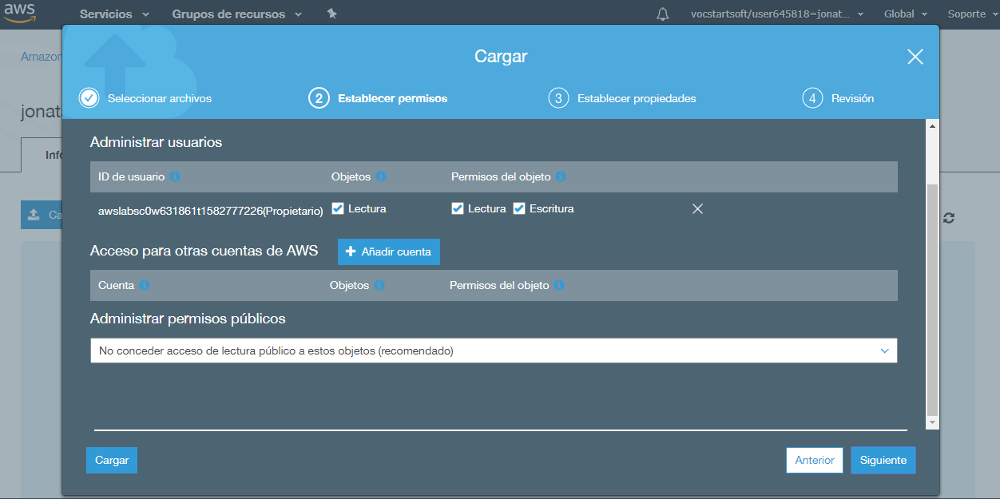 aws Servicios Grupos de recursos vocstartsoft/user645818=jonat... Global Soporte
Amazon
Cargar
Seleccionar archivos 2 Establecer permisos 3 Establecer propiedades 4 Revisión
jonat
Administrar usuarios
Info
ID de usuario Objetos Permisos del objeto
awslabsc0w631861t1582777226(Propietario) Lectura Lectura Escritura
Ca
Acceso para otras cuentas de AWS + Añadir cuenta
Cuenta Objetos Permisos del objeto
Administrar permisos públicos
No conceder acceso de lectura público a estos objetos (recomendado)
Cargar Anterior Siguiente